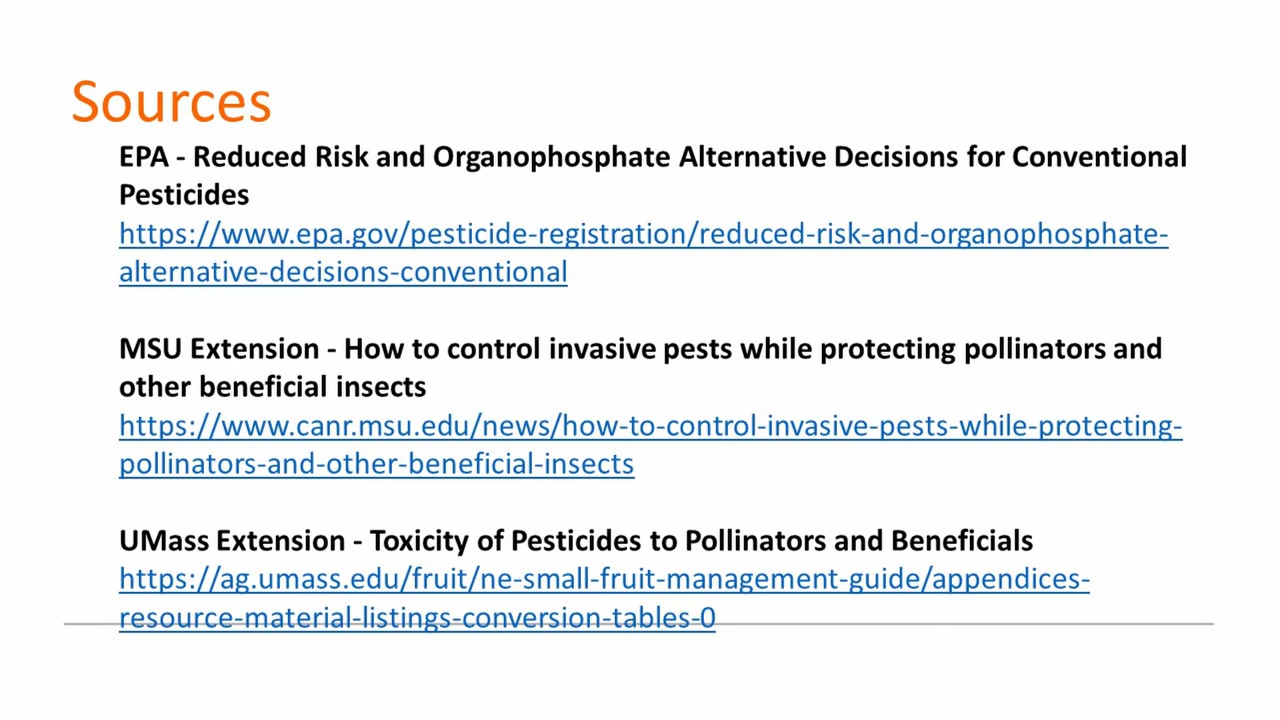 Sources
EPA - Reduced Risk and Organophosphate Alternative Decisions for Conventional
Pesticides
https://www.epa.gov/pesticide-registration/reduced-risk-and-organophosphate-
alternative-decisions-conventional
MSU Extension - How to control invasive pests while protecting pollinators and
other beneficial insects
https://www.canr.msu.edu/news/how-to-control-invasive-pests-while-protecting-
pollinators-and-other-beneficial-insects
UMass Extension - Toxicity of Pesticides to Pollinators and Beneficials
https://ag.umass.edu/fruit/ne-small-fruit-management-guide/appendices-
resource-material-listings-conversion-tables-0